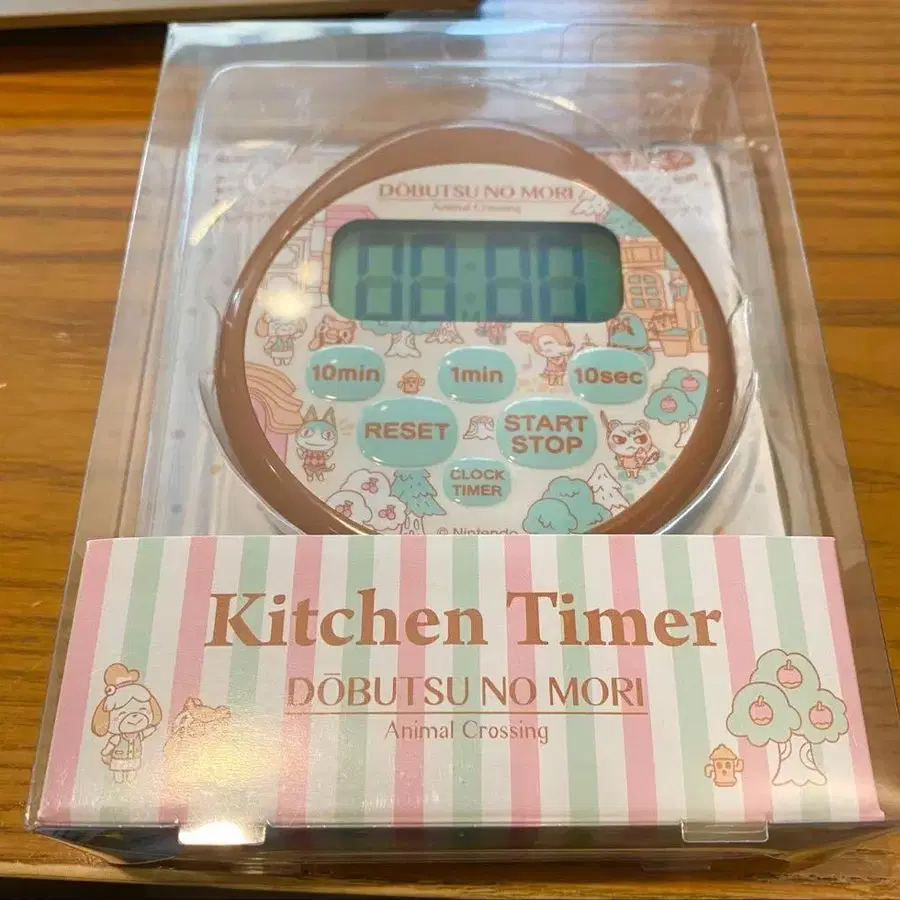 DŌBUTSU NO MORI
Animal Crossing
10min
1min
10sec
RESET
START
STOP
CLOCK
TIMER
© Nintendo
Kitchen Timer
DŌBUTSU NO MORI
Animal Crossing